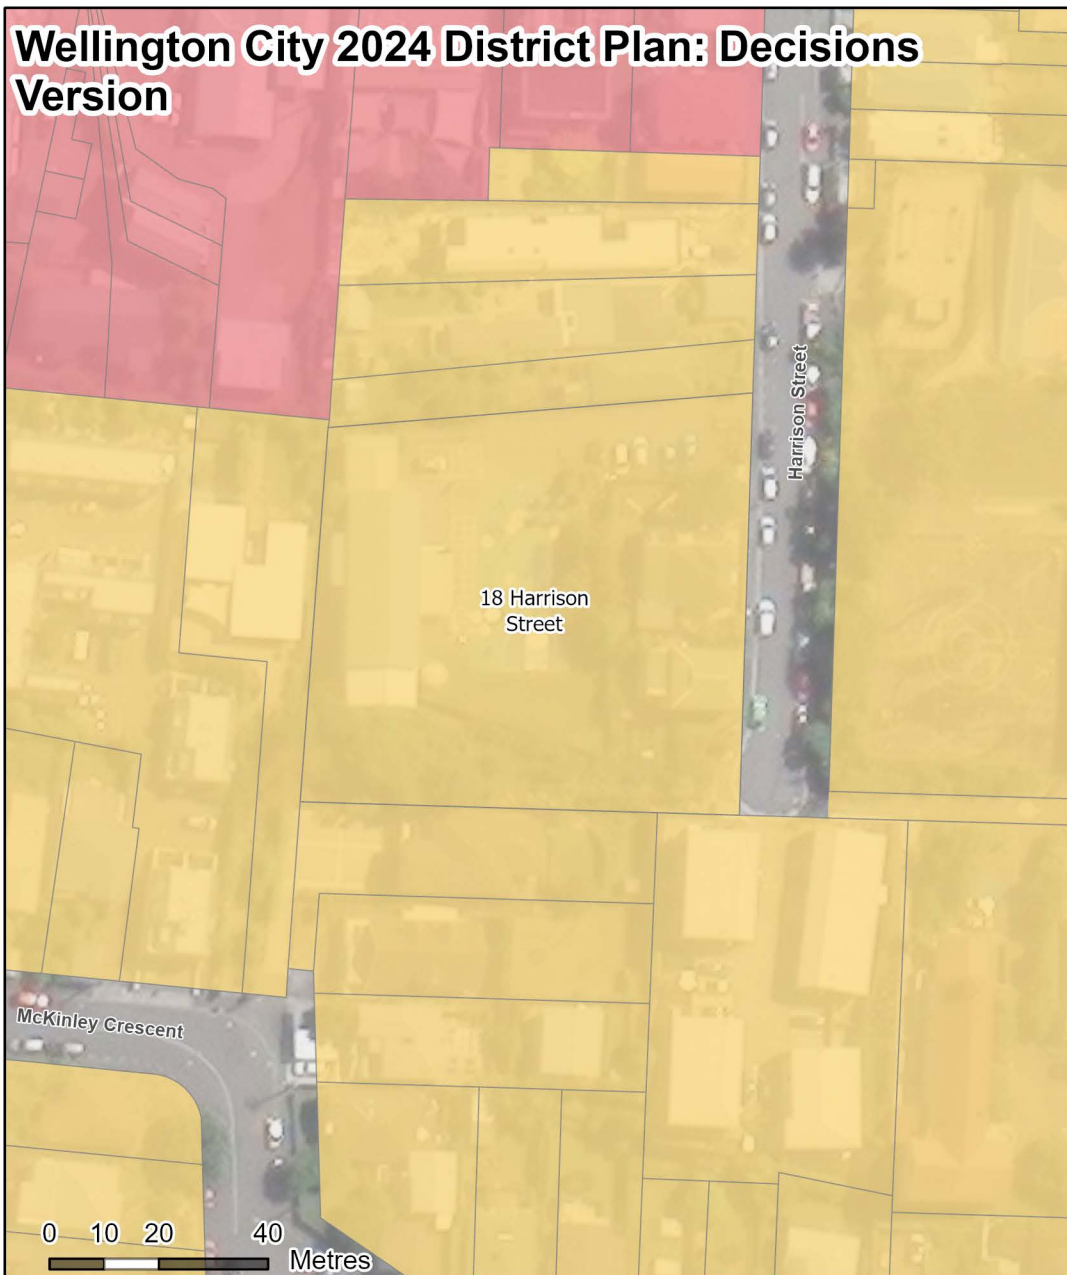 Wellington City 2024 District Plan: Decisions
Version
Harrison Street
18 Harrison
Street
McKinley Crescent
0 10 20 40
Metres